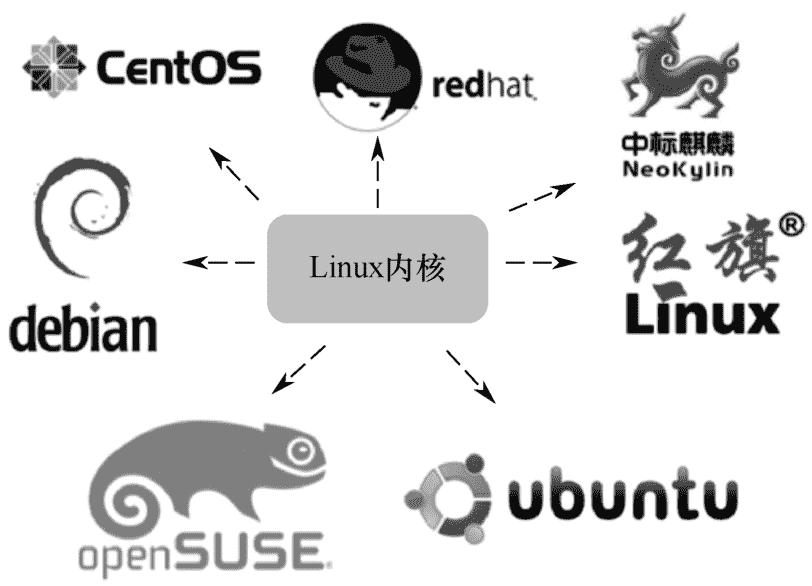 CentOS
redhat.
中标麒麟
NeoKylin
debian
Linux内核
红旗®
Linux
openSUSE®
ubuntu